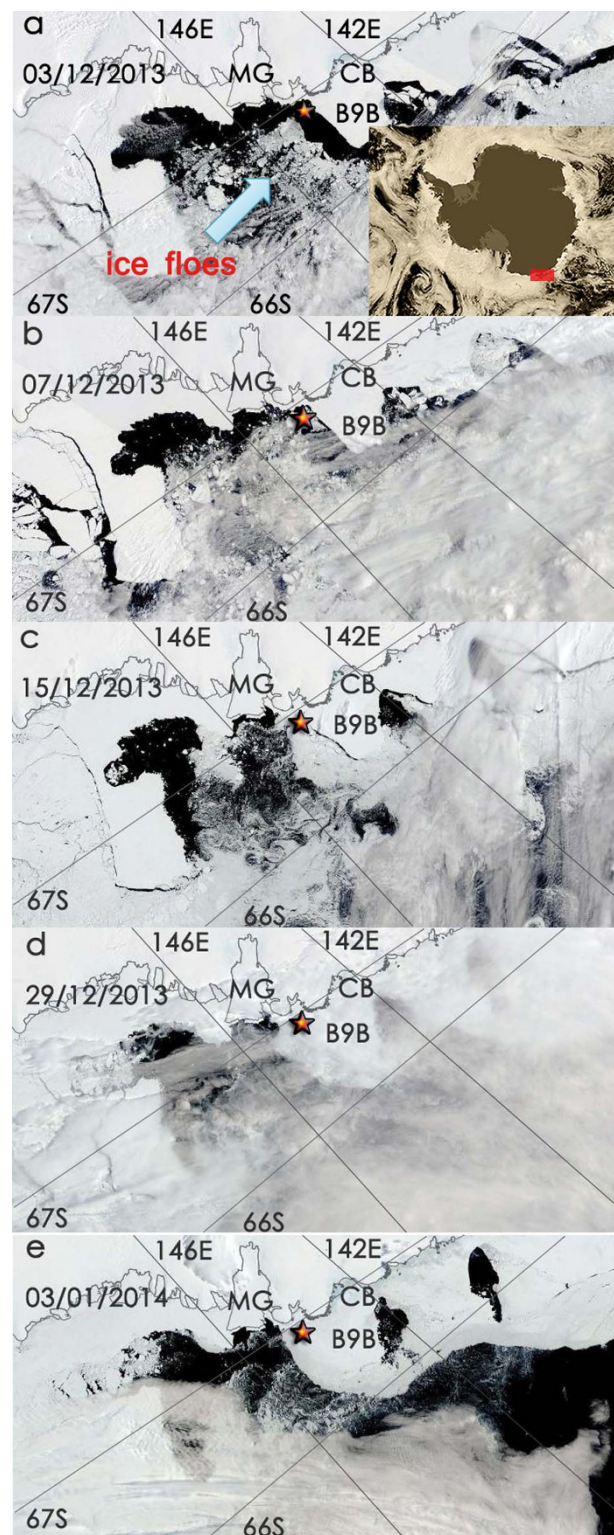 a
146E 142E
03/12/2013 MG CB
B9B
ice floes
67S 66S
b
146E 142E
07/12/2013 MG CB
B9B
67S 66S
c
146E 142E
15/12/2013 MG CB
B9B
67S 66S
d
146E 142E
29/12/2013 MG CB
B9B
67S 66S
e
146E 142E
03/01/2014 MG CB
B9B
67S 66S